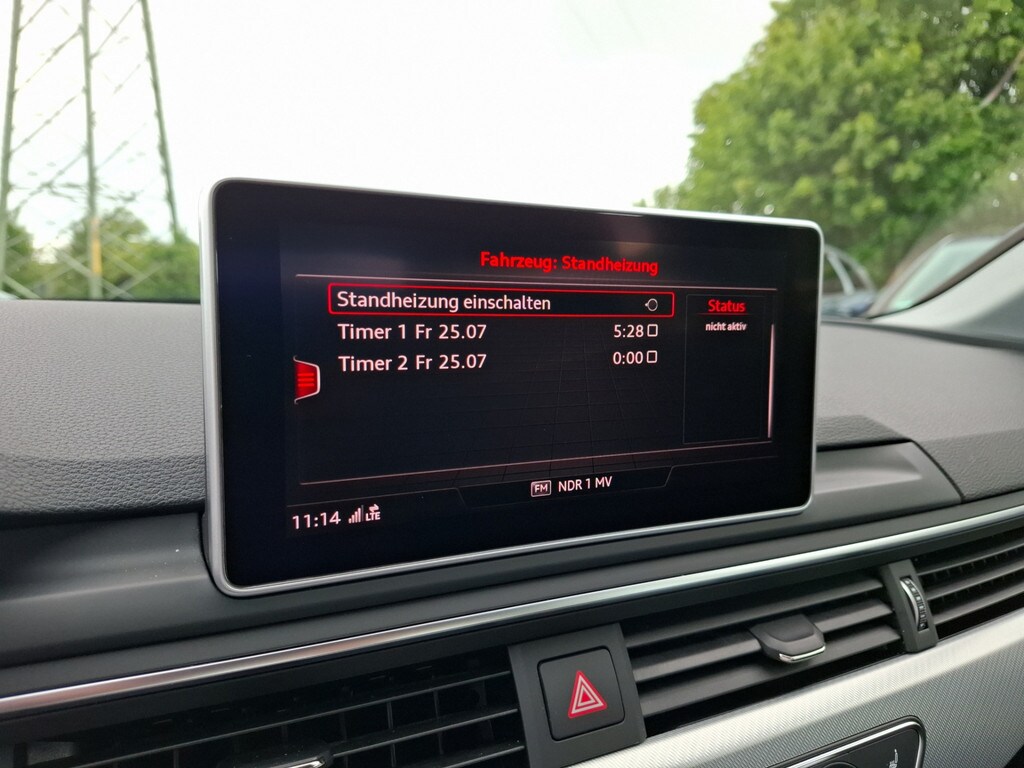 Fahrzeug: Standheizung
Standheizung einschalten
Timer 1 Fr 25.07 5:28
Timer 2 Fr 25.07 0:00
Status
nicht aktiv
FM NDR 1 MV
11:14 LTE